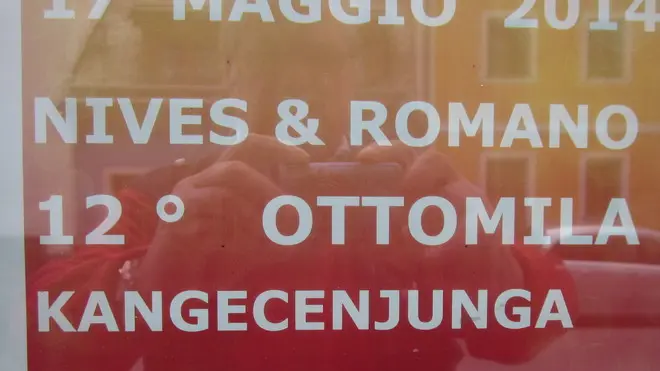 17 MAGGIO 2014
NIVES & ROMANO
12 ° OTTOMILA
KANGECENJUNGA